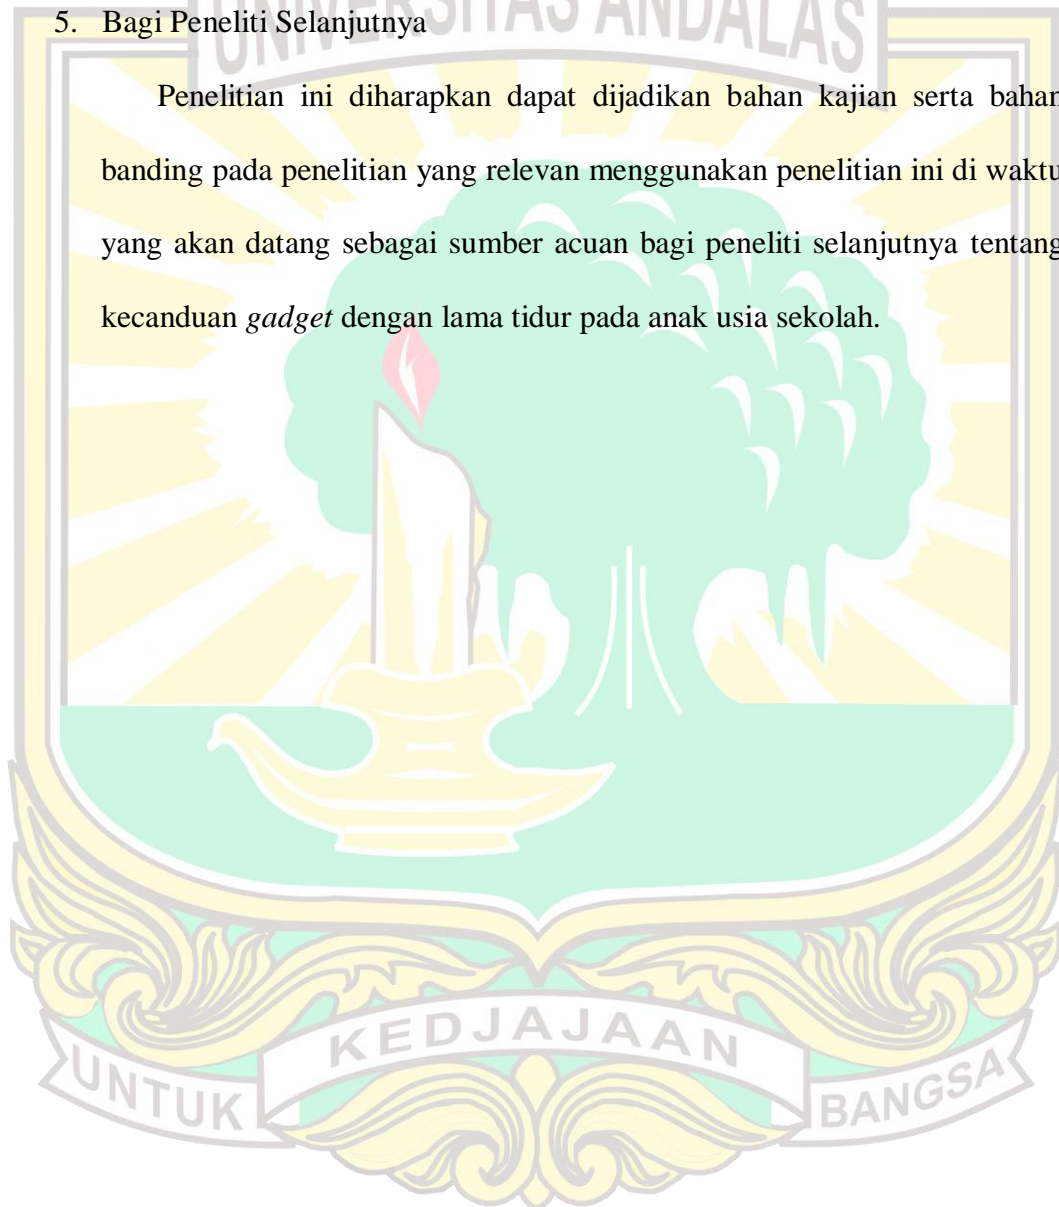 UNIVERSITAS ANDALAS
5. Bagi Peneliti Selanjutnya
Penelitian ini diharapkan dapat dijadikan bahan kajian serta bahan
banding pada penelitian yang relevan menggunakan penelitian ini di waktu
yang akan datang sebagai sumber acuan bagi peneliti selanjutnya tentang
kecanduan gadget dengan lama tidur pada anak usia sekolah.
UNTUK KEDJAJAAN BANGSA